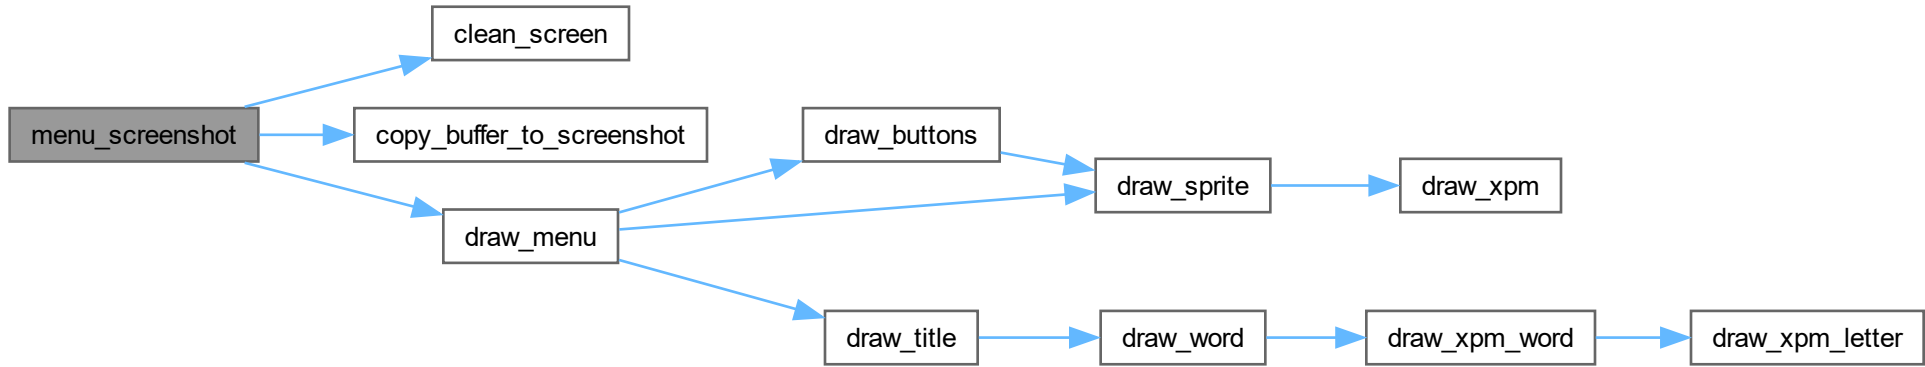 menu_screenshot
clean_screen
copy_buffer_to_screenshot
draw_menu
draw_buttons
draw_sprite
draw_xpm
draw_title
draw_word
draw_xpm_word
draw_xpm_letter